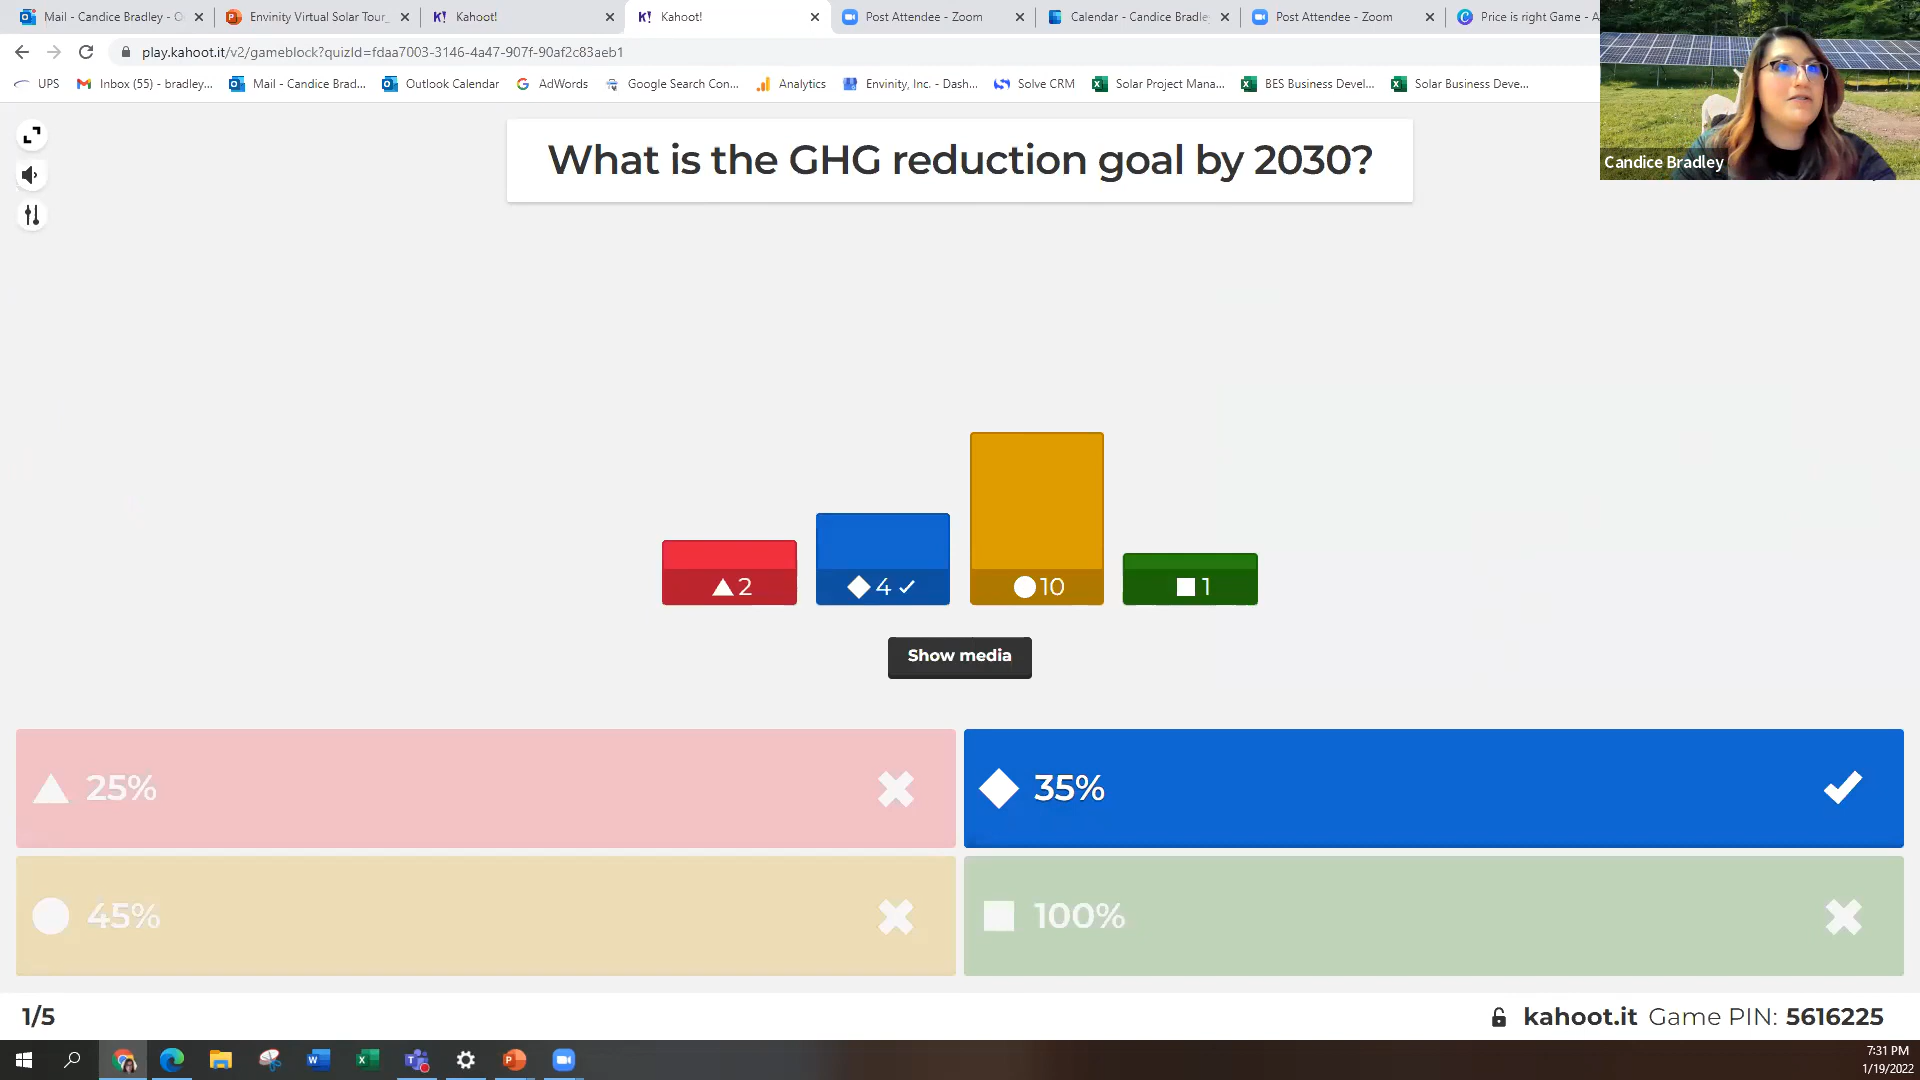 Mail - Candice Bradley - O
Envinity Virtual Solar Tour_
Kahoot!
Kahoot!
Post Attendee - Zoom
Calendar - Candice Bradle
Post Attendee - Zoom
Price is right Game - A
play.kahoot.it/v2/gameblock?quizId=fdaa7003-3146-4a47-907f-90af2c83aeb1
UPS
Inbox (55) - bradley...
Mail - Candice Brad...
Outlook Calendar
AdWords
Google Search Con...
Analytics
Envinity, Inc. - Dash...
Solve CRM
Solar Project Mana...
BES Business Devel...
Solar Business Deve...
What is the GHG reduction goal by 2030?
Candice Bradley
2
4
10
1
Show media
25%
35%
45%
100%
1/5
kahoot.it Game PIN: 5616225
7:31 PM
1/19/2022